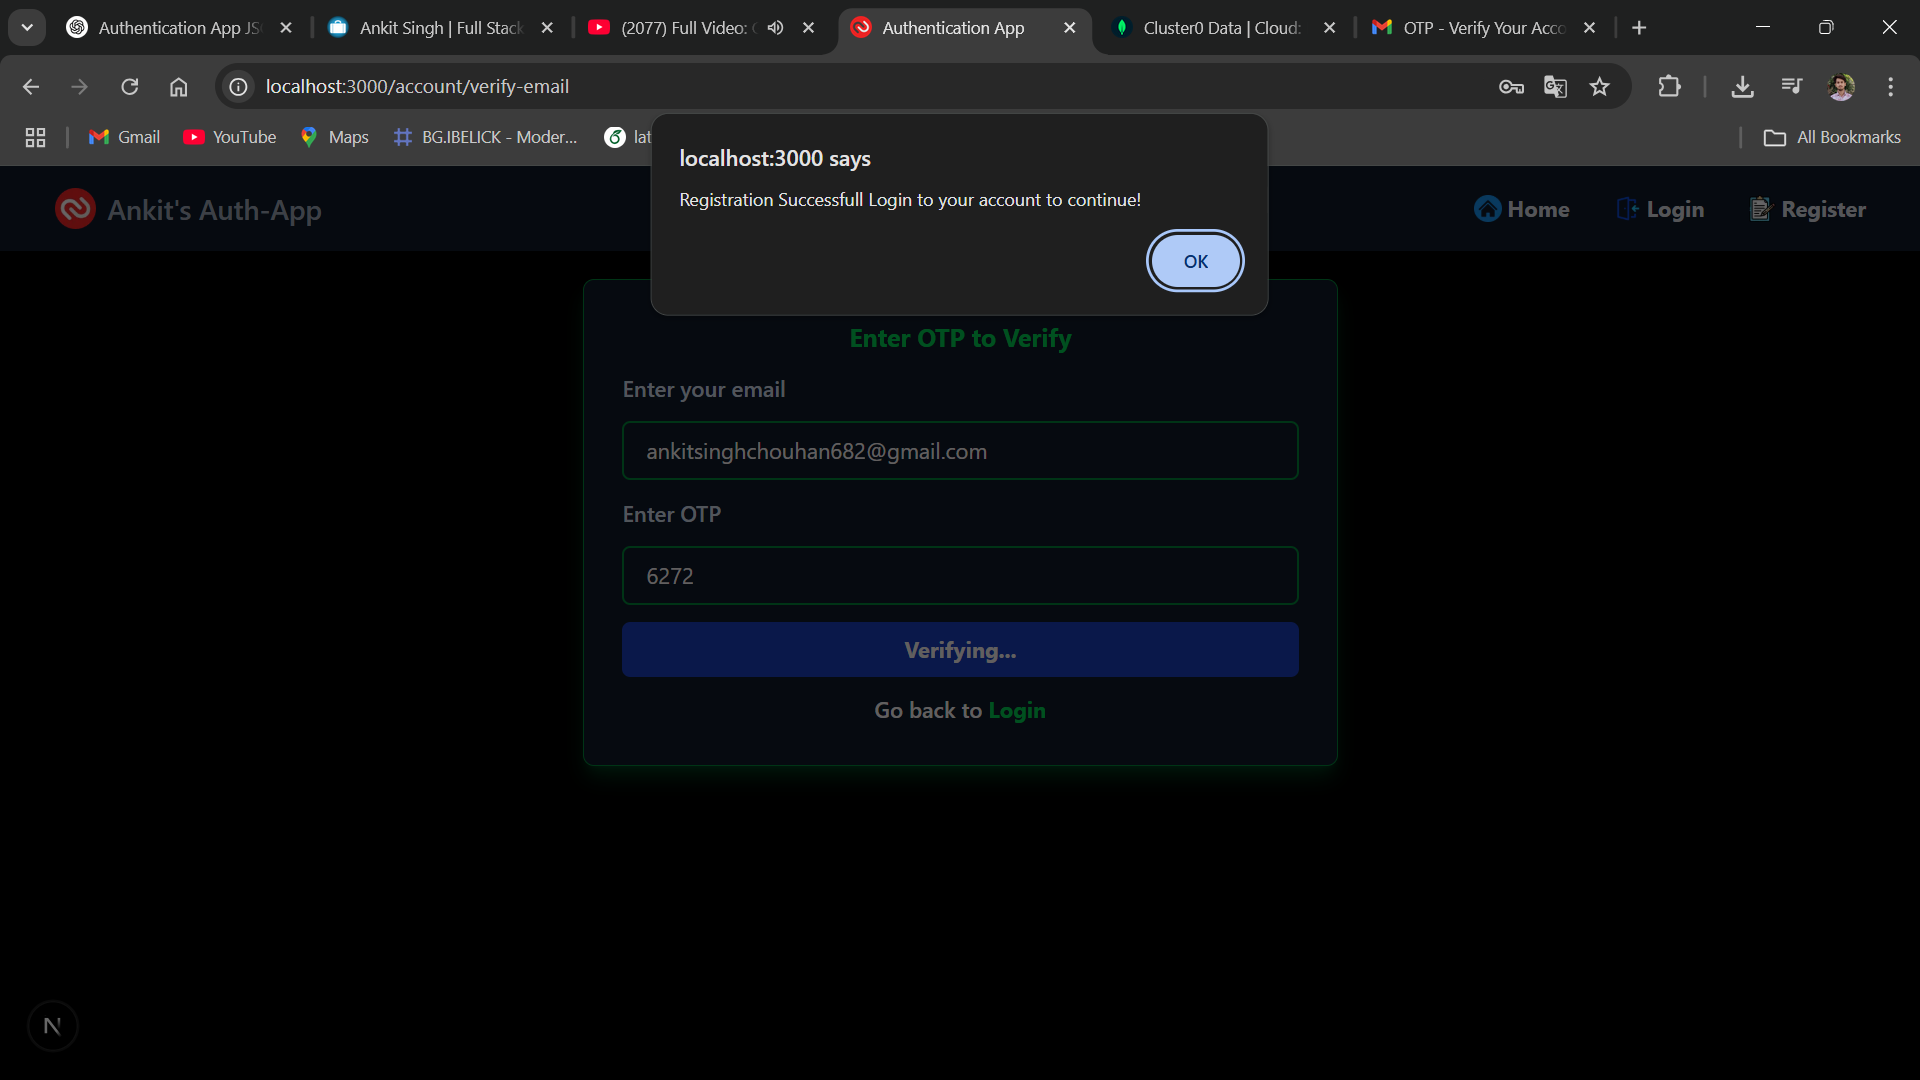 Authentication App JS
Ankit Singh | Full Stack
(2077) Full Video:
Authentication App
Cluster0 Data | Cloud:
OTP - Verify Your Acco
localhost:3000/account/verify-email
Gmail
YouTube
Maps
BG.IBELICK - Moder...
lat
All Bookmarks
localhost:3000 says
Registration Successfull Login to your account to continue!
OK
Ankit's Auth-App
Home
Login
Register
Enter OTP to Verify
Enter your email
ankitsinghchouhan682@gmail.com
Enter OTP
6272
Verifying...
Go back to Login
N